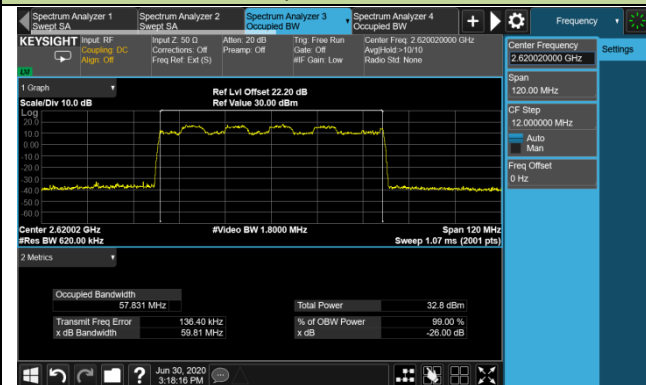 Spectrum Analyzer 1
Swept SA
Spectrum Analyzer 2
Swept SA
Spectrum Analyzer 3
Occupied BW
Spectrum Analyzer 4
Occupied BW
Frequency
KEYSIGHT
Input: RF
Coupling: DC
Align: Off
Input Z: 50 Ω
Corrections: Off
Freq Ref: Ext (S)
Atten: 20 dB
Preamp: Off
Trig: Free Run
Gate: Off
#IF Gain: Low
Center Freq: 2.620020000 GHz
Avg|Hold:>10/10
Radio Std: None
Center Frequency
2.620020000 GHz
Settings
Span
120.00 MHz
CF Step
12.000000 MHz
Auto
Man
Freq Offset
0 Hz
1 Graph
Scale/Div 10.0 dB
Ref Lvl Offset 22.20 dB
Ref Value 30.00 dBm
Log
20.0
10.0
0.00
-10.0
-20.0
-30.0
-40.0
-50.0
-60.0
Center 2.62002 GHz
#Res BW 620.00 kHz
#Video BW 1.8000 MHz
Span 120 MHz
Sweep 1.07 ms (2001 pts)
2 Metrics
Occupied Bandwidth
57.831 MHz
Total Power 32.8 dBm
Transmit Freq Error 136.40 kHz
% of OBW Power 99.00 %
x dB Bandwidth 59.81 MHz
x dB -26.00 dB
Jun 30, 2020
3:18:16 PM